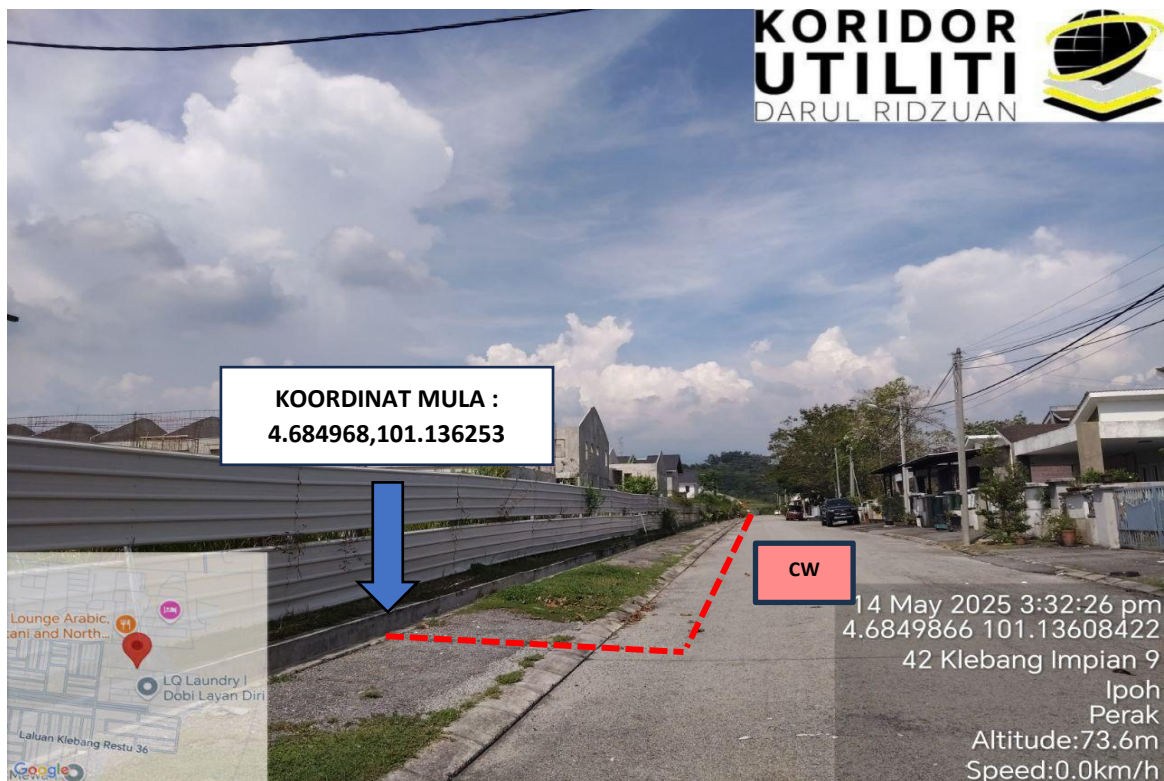 KORIDOR
UTILITI
DARUL RIDZUAN
KOORDINAT MULA :
4.684968,101.136253
CW
Lounge Arabic,
tani and North...
LQ Laundry |
Dobi Layan Diri
Laluan Klebang Restu 36
Google
14 May 2025 3:32:26 pm
4.6849866 101.13608422
42 Klebang Impian 9
Ipoh
Perak
Altitude:73.6m
Speed:0.0km/h